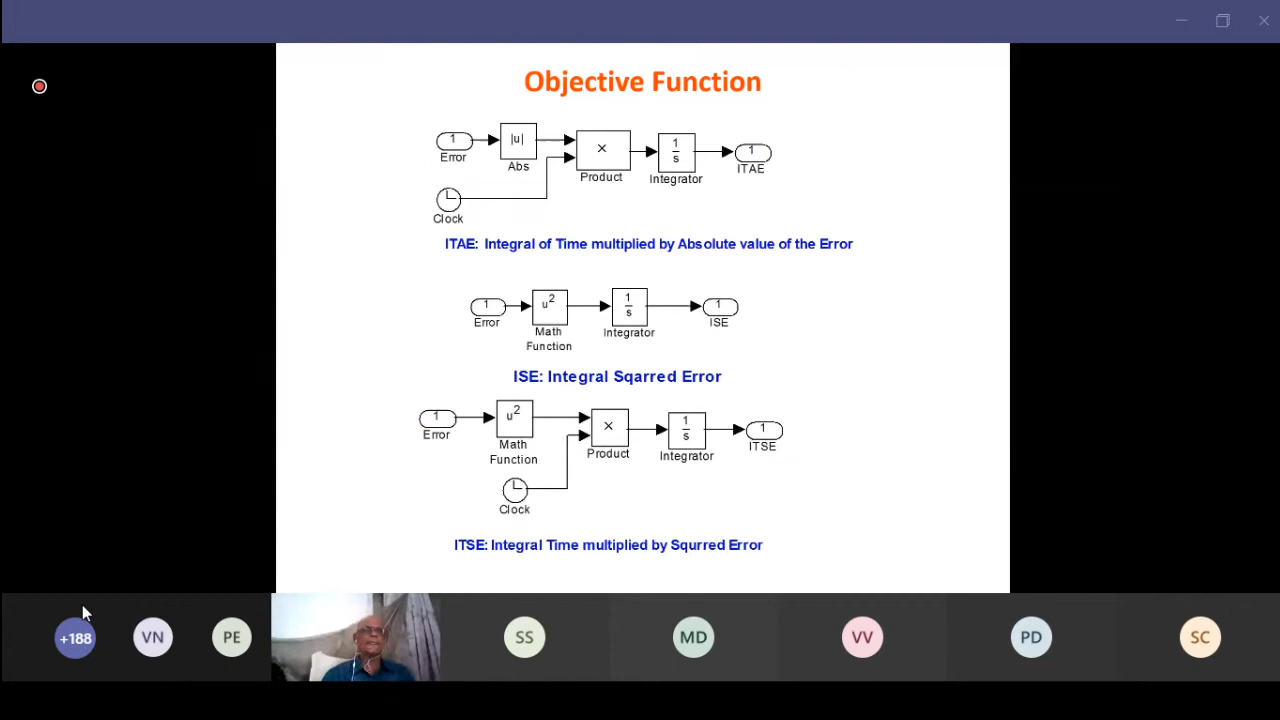 Objective Function
1
Error
|u|
Abs
×
Product
1
s
Integrator
1
ITAE
Clock
ITAE: Integral of Time multiplied by Absolute value of the Error
1
Error
u2
Math
Function
1
s
Integrator
1
ISE
ISE: Integral Sqarred Error
1
Error
u2
Math
Function
×
Product
1
s
Integrator
1
ITSE
Clock
ITSE: Integral Time multiplied by Squrred Error
+188
VN
PE
SS
MD
VV
PD
SC